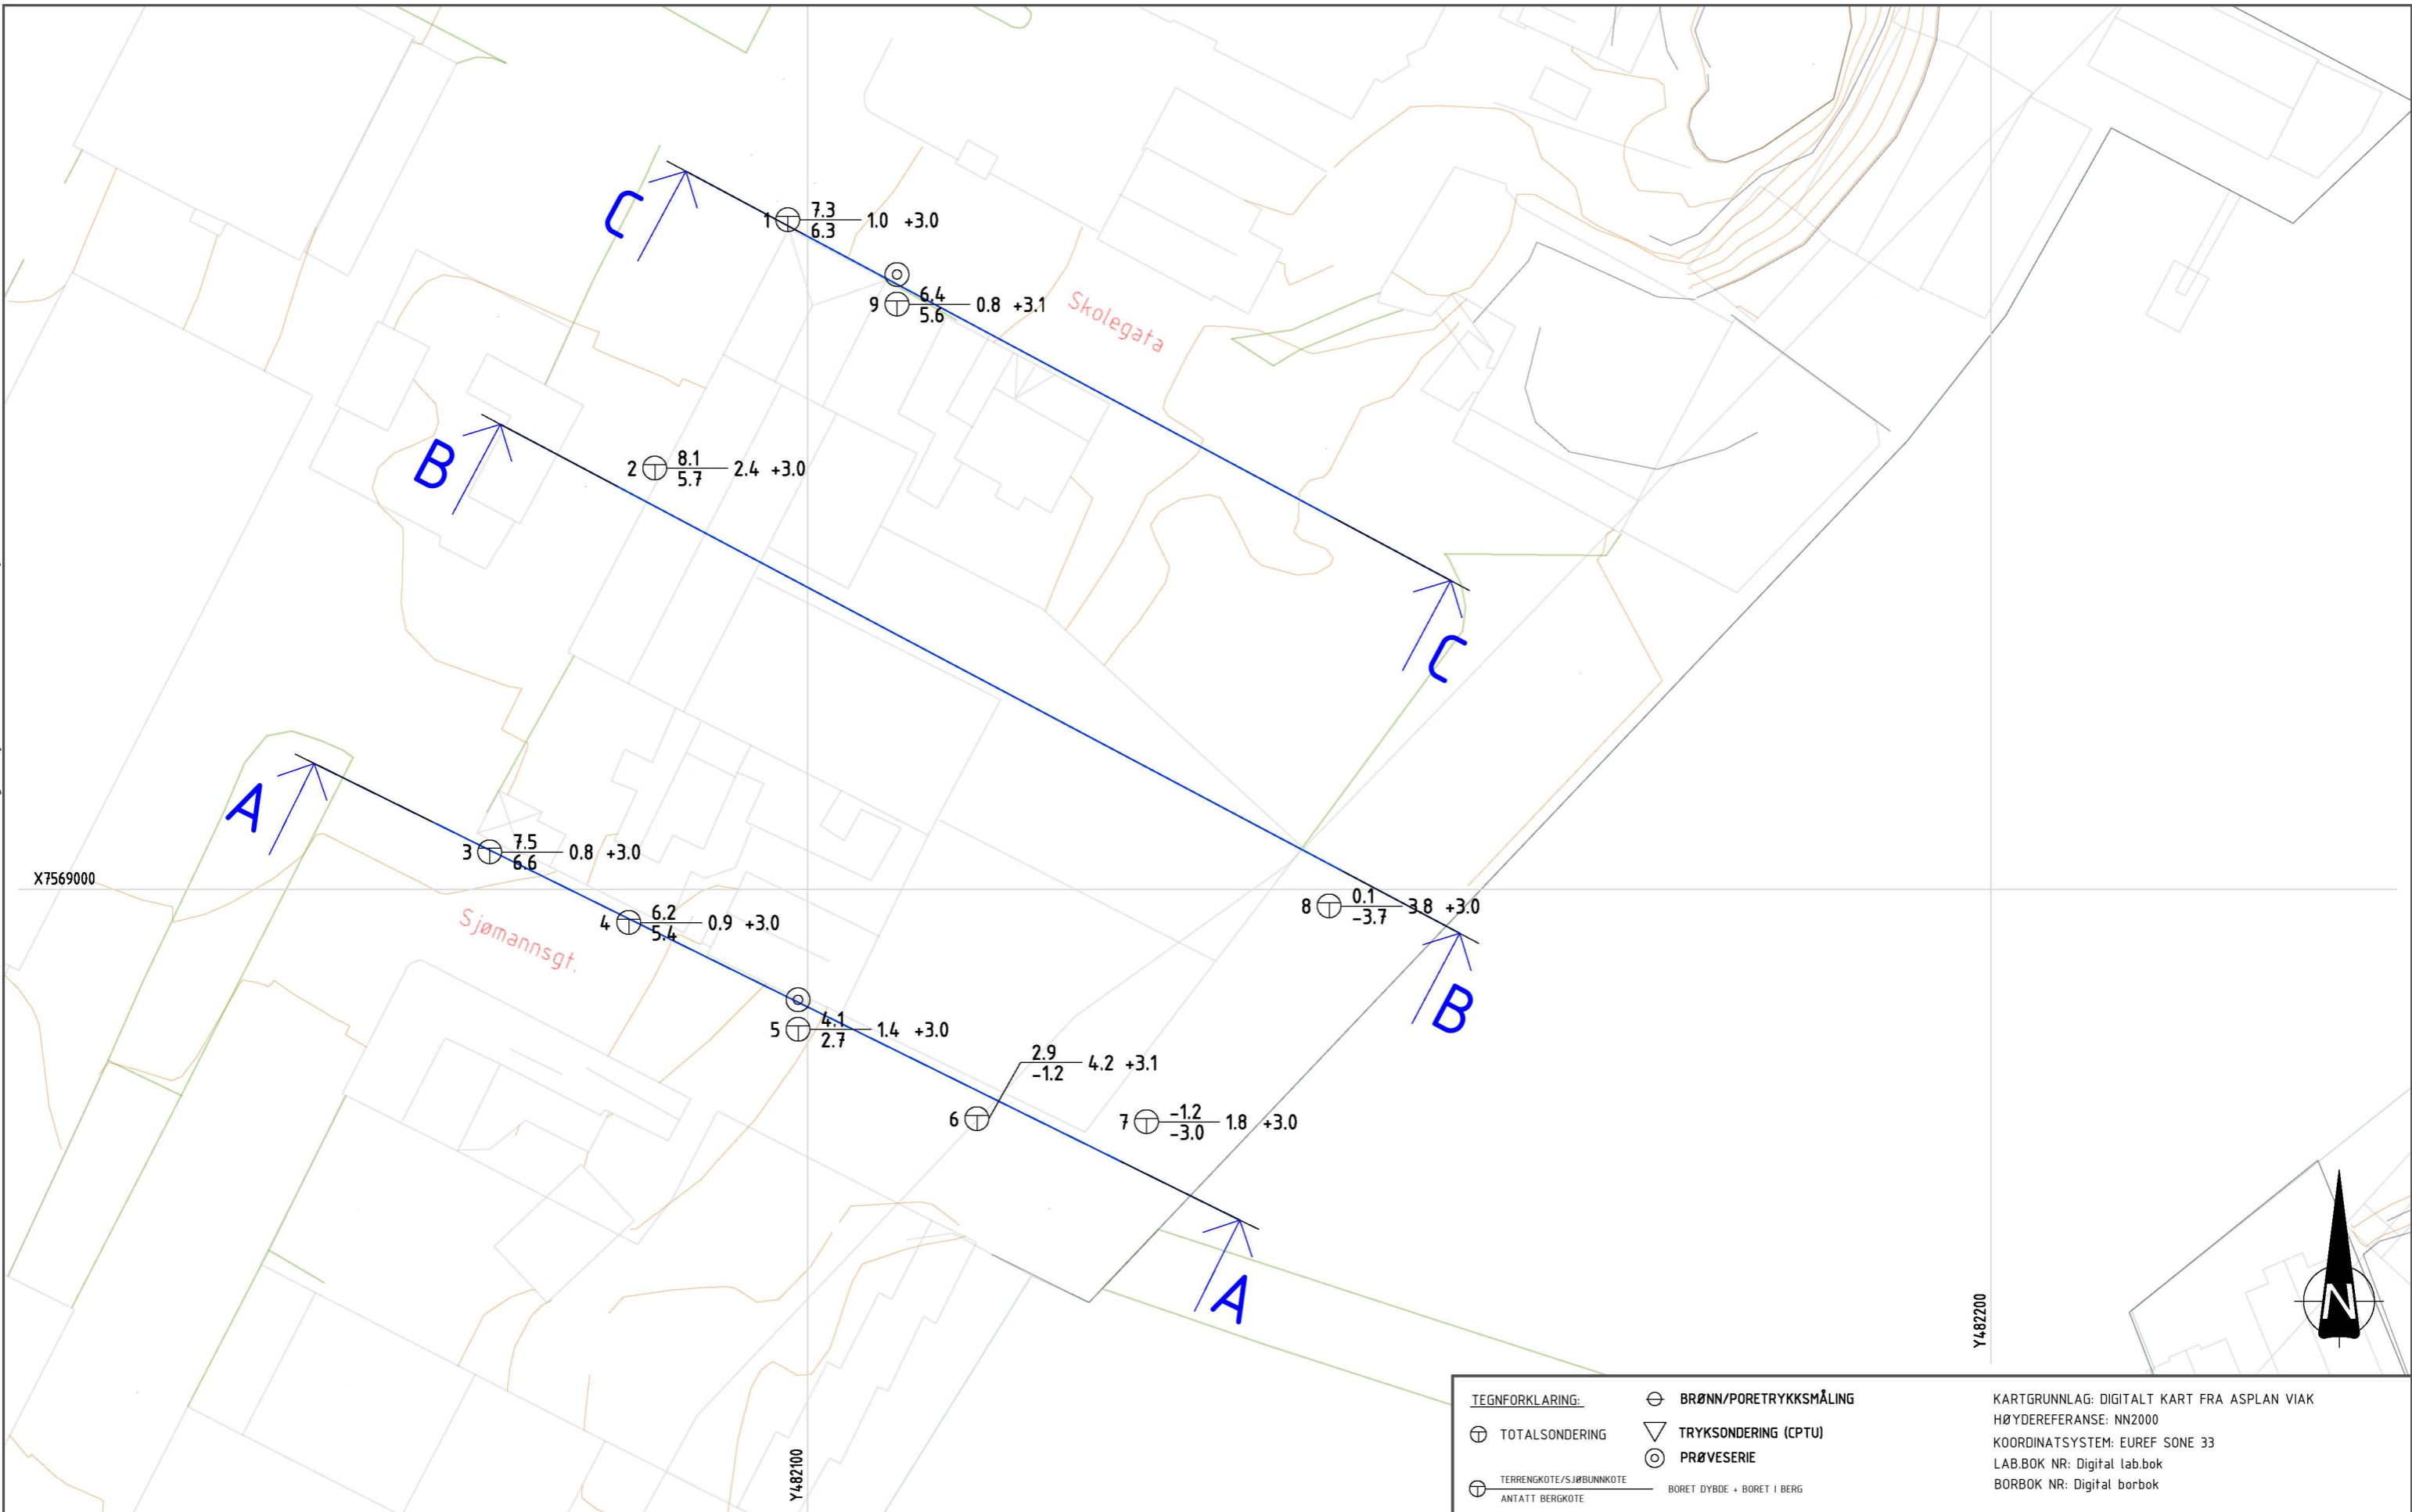 C
1 7.3 1.0 +3.0
6.3
9 6.4 0.8 +3.1
5.6
Skolegata
B
2 8.1 2.4 +3.0
5.7
C
A
3 7.5 0.8 +3.0
6.6
X7569000
Sjømannsgt.
4 6.2 0.9 +3.0
5.4
8 0.1 3.8 +3.0
-3.7
B
5 4.1 1.4 +3.0
2.7
6 2.9 4.2 +3.1
-1.2
7 -1.2 1.8 +3.0
-3.0
A
Y482100
Y482200
N
TEGNFORKLARING:
TOTALSONDERING
BRØNN/PORETRYKKSMÅLING
TRYKSONDERING (CPTU)
PRØVESERIE
TERRENGKOTE/SJØBUNNKOTE
ANTATT BERGKOTE
BORET DYBDE + BORET I BERG
KARTGRUNNLAG: DIGITALT KART FRA ASPLAN VIAK
HØYDEREFERANSE: NN2000
KOORDINATSYSTEM: EUREF SONE 33
LAB.BOK NR: Digital lab.bok
BORBOK NR: Digital borbok